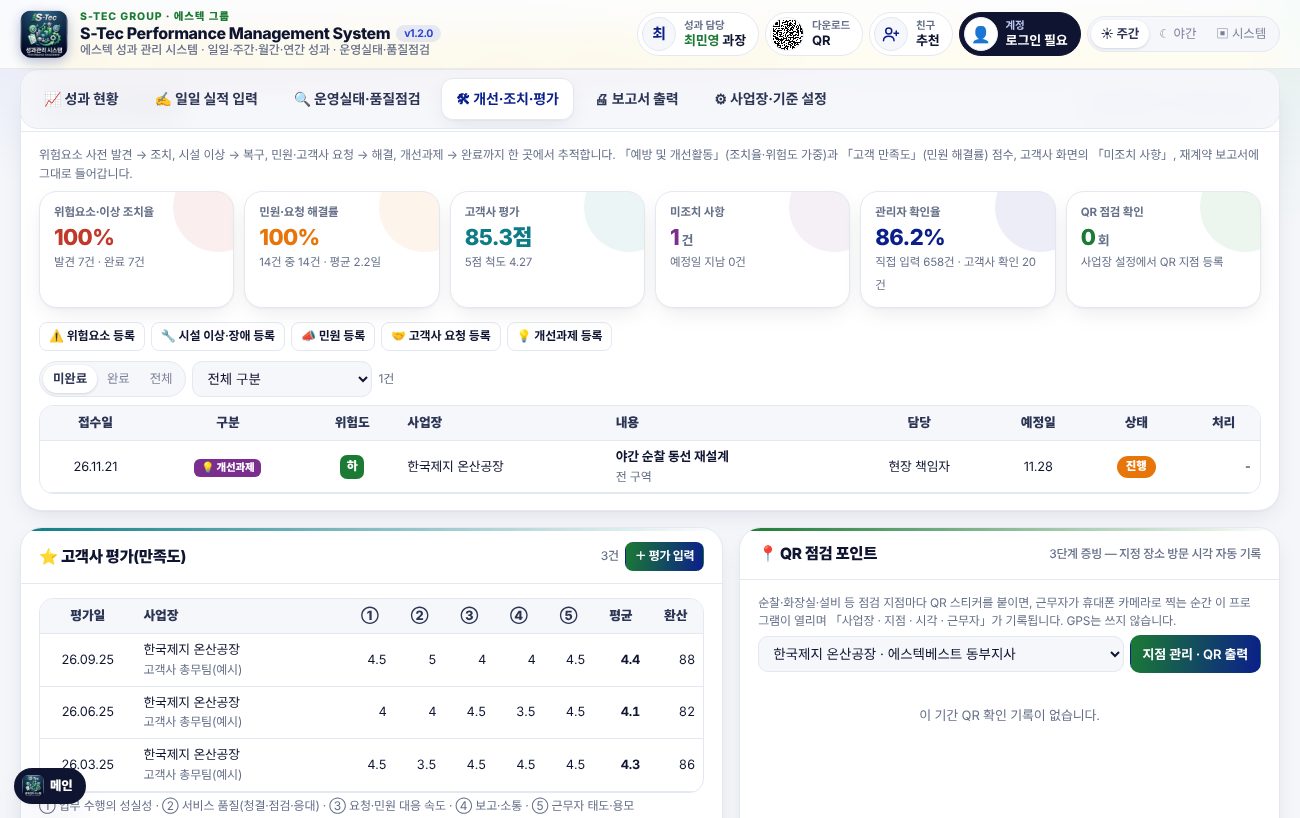 S-TEC GROUP · 에스텍 그룹
S-Tec Performance Management System v1.2.0
에스텍 성과 관리 시스템 · 일일·주간·월간·연간 성과 · 운영실태·품질점검
최 성과 담당 최민영 과장
다운로드 QR
친구 추천
👤 계정 로그인 필요
☀ 주간 ☾ 야간 ▣ 시스템
📈 성과 현황 ✍ 일일 실적 입력 🔍 운영실태·품질점검 🛠 개선·조치·평가 🖨 보고서 출력 ⚙ 사업장·기준 설정
위험요소 사전 발견 → 조치, 시설 이상 → 복구, 민원·고객사 요청 → 해결, 개선과제 → 완료까지 한 곳에서 추적합니다. 「예방 및 개선활동」(조치율·위험도 가중)과 「고객 만족도」(민원 해결률) 점수, 고객사 화면의 「미조치 사항」, 재계약 보고서에
그대로 들어갑니다.
위험요소·이상 조치율
100%
발견 7건 · 완료 7건
민원·요청 해결률
100%
14건 중 14건 · 평균 2.2일
고객사 평가
85.3점
5점 척도 4.27
미조치 사항
1건
예정일 지남 0건
관리자 확인율
86.2%
직접 입력 658건 · 고객사 확인 20
건
QR 점검 확인
0회
사업장 설정에서 QR 지점 등록
⚠️ 위험요소 등록 🔧 시설 이상·장애 등록 📣 민원 등록 🤝 고객사 요청 등록 💡 개선과제 등록
미완료 완료 전체 전체 구분 1건
접수일 구분 위험도 사업장 내용 담당 예정일 상태 처리
26.11.21 💡 개선과제 하 한국제지 온산공장 야간 순찰 동선 재설계 현장 책임자 11.28 진행 -
전 구역
⭐ 고객사 평가(만족도) 3건 + 평가 입력
평가일 사업장 ① ② ③ ④ ⑤ 평균 환산
26.09.25 한국제지 온산공장 4.5 5 4 4 4.5 4.4 88
고객사 총무팀(예시)
26.06.25 한국제지 온산공장 4 4 4.5 3.5 4.5 4.1 82
고객사 총무팀(예시)
26.03.25 한국제지 온산공장 4.5 3.5 4.5 4.5 4.5 4.3 86
고객사 총무팀(예시)
① 업무 수행의 성실성 · ② 서비스 품질(청결·점검·응대) · ③ 요청·민원 대응 속도 · ④ 보고·소통 · ⑤ 근무자 태도·용모
메인
📍 QR 점검 포인트 3단계 증빙 — 지정 장소 방문 시각 자동 기록
순찰·화장실·설비 등 점검 지점마다 QR 스티커를 붙이면, 근무자가 휴대폰 카메라로 찍는 순간 이 프로
그램이 열리며 「사업장 · 지점 · 시각 · 근무자」가 기록됩니다. GPS는 쓰지 않습니다.
한국제지 온산공장 · 에스텍베스트 동부지사 지점 관리 · QR 출력
이 기간 QR 확인 기록이 없습니다.